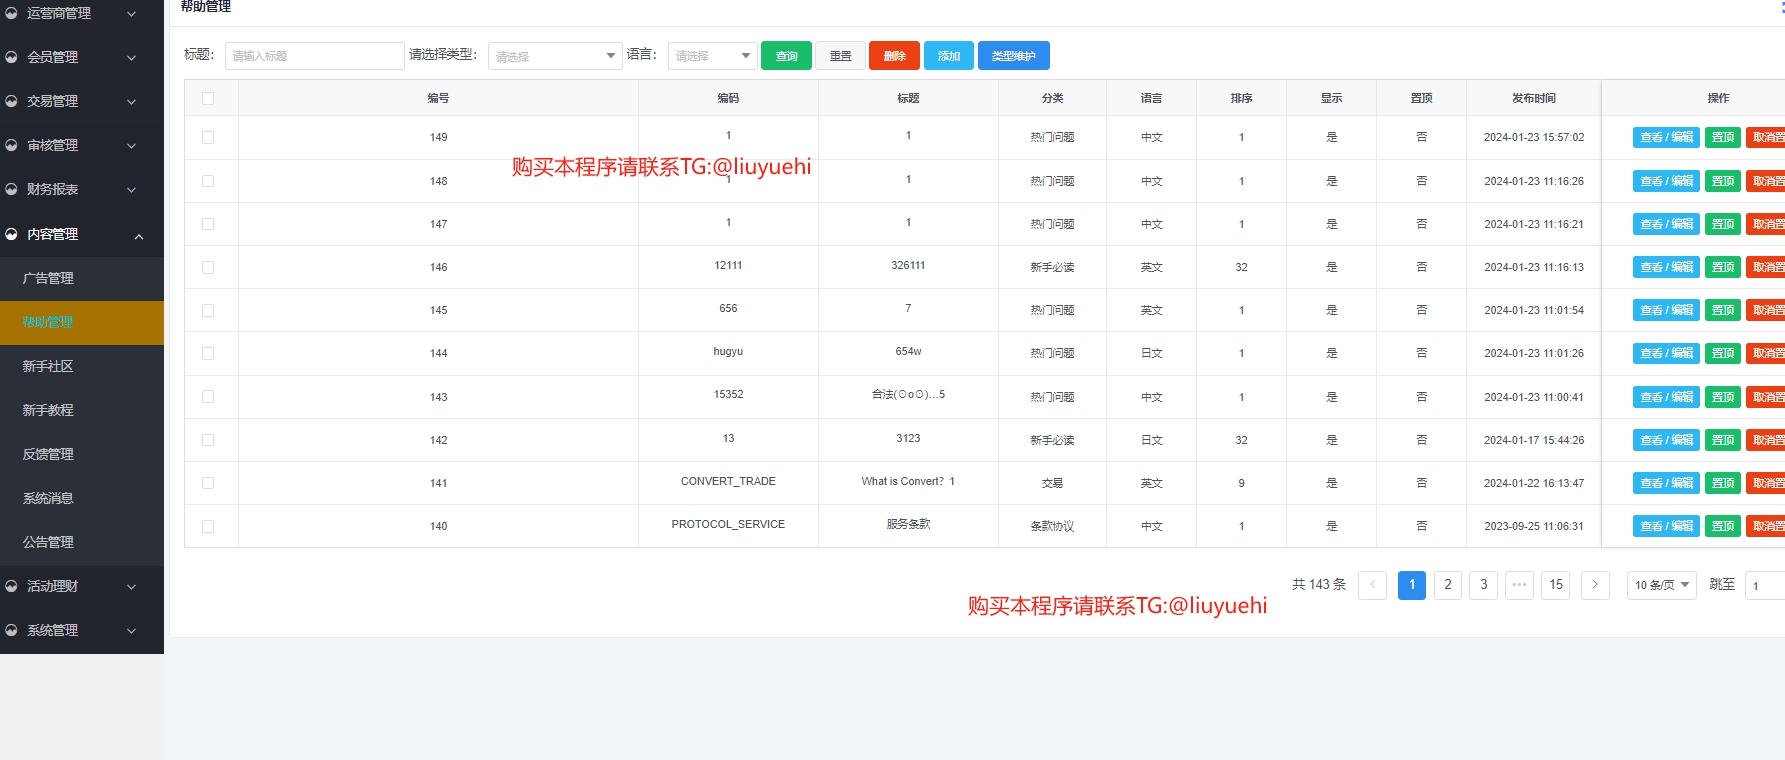 运营商管理
帮助管理
会员管理
交易管理
审核管理
财务报表
内容管理
广告管理
帮助管理
新手社区
新手教程
反馈管理
系统消息
公告管理
活动理财
系统管理
标题： 请输入标题 请选择类型： 请选择 语言： 请选择 查询 重置 删除 添加 类型维护
编号 编码 标题 分类 语言 排序 显示 置顶 发布时间 操作
149 1 1 热门问题 中文 1 是 否 2024-01-23 15:57:02 查看 / 编辑 置顶 取消置
购买本程序请联系TG:@liuyuehi
148 1 1 热门问题 中文 1 是 否 2024-01-23 11:16:26 查看 / 编辑 置顶 取消置
147 1 1 热门问题 中文 1 是 否 2024-01-23 11:16:21 查看 / 编辑 置顶 取消置
146 12111 326111 新手必读 英文 32 是 否 2024-01-23 11:16:13 查看 / 编辑 置顶 取消置
145 656 7 热门问题 英文 1 是 否 2024-01-23 11:01:54 查看 / 编辑 置顶 取消置
144 hugyu 654w 热门问题 日文 1 是 否 2024-01-23 11:01:26 查看 / 编辑 置顶 取消置
143 15352 合法(⊙o⊙)…5 热门问题 中文 1 是 否 2024-01-23 11:00:41 查看 / 编辑 置顶 取消置
142 13 3123 新手必读 日文 32 是 否 2024-01-17 15:44:26 查看 / 编辑 置顶 取消置
141 CONVERT_TRADE What is Convert？1 交易 英文 9 是 否 2024-01-22 16:13:47 查看 / 编辑 置顶 取消置
140 PROTOCOL_SERVICE 服务条款 条款协议 中文 1 是 否 2023-09-25 11:06:31 查看 / 编辑 置顶 取消置
共 143 条 1 2 3 ••• 15 10 条/页 跳至 1
购买本程序请联系TG:@liuyuehi